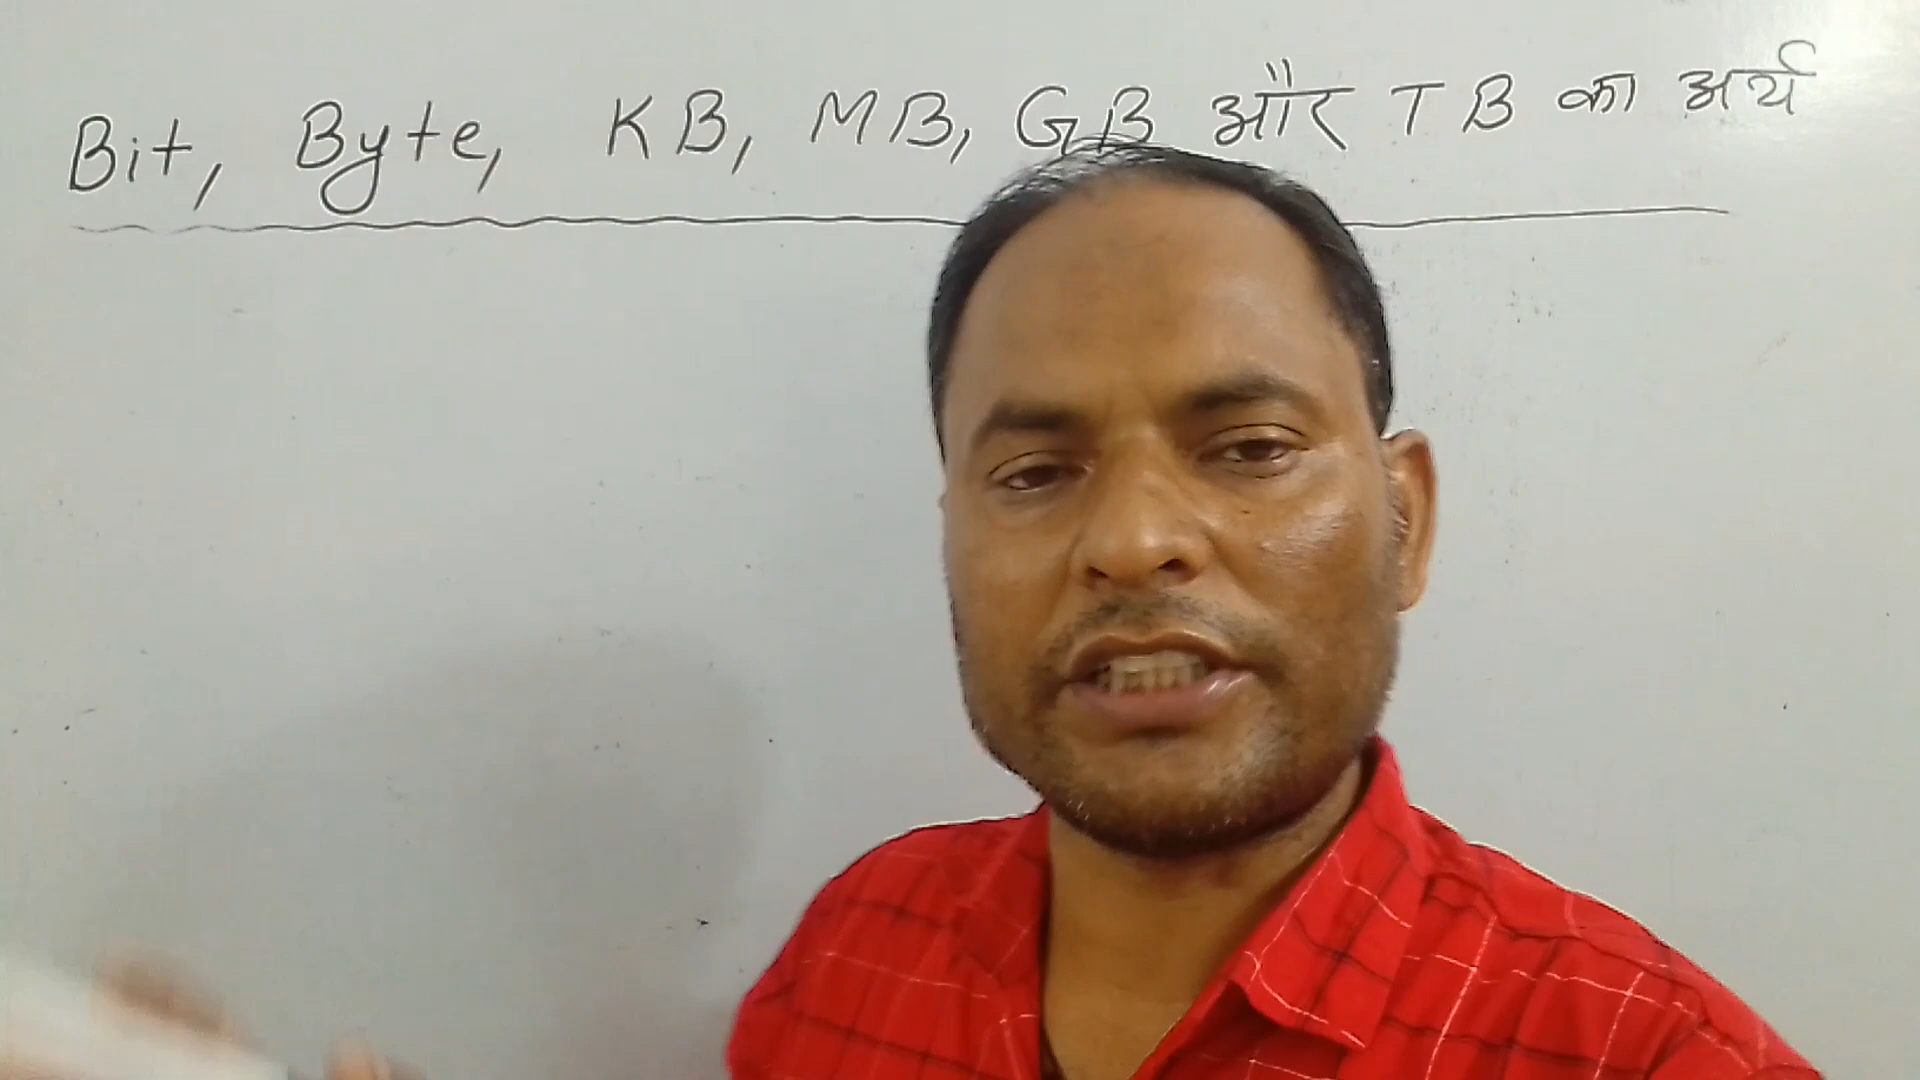 Bit, Byte, KB, MB, GB और TB का अर्थ